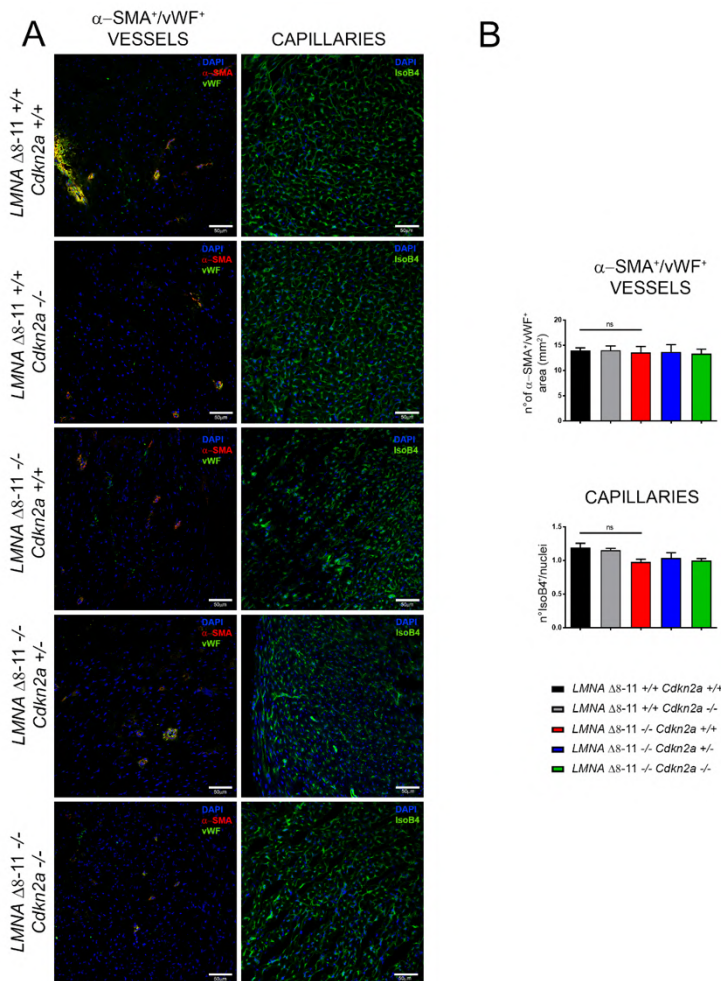 A
α–SMA⁺/vWF⁺
VESSELS
CAPILLARIES
LMNA Δ8-11 +/+
Cdkn2a +/+
DAPI
α–SMA
vWF
50µm
DAPI
IsoB4
50µm
LMNA Δ8-11 +/+
Cdkn2a -/-
DAPI
α–SMA
vWF
50µm
DAPI
IsoB4
50µm
LMNA Δ8-11 -/-
Cdkn2a +/+
DAPI
α–SMA
vWF
50µm
DAPI
IsoB4
50µm
LMNA Δ8-11 -/-
Cdkn2a +/-
DAPI
α–SMA
vWF
50µm
DAPI
IsoB4
50µm
LMNA Δ8-11 -/-
Cdkn2a -/-
DAPI
α–SMA
vWF
50µm
DAPI
IsoB4
50µm
B
α–SMA⁺/vWF⁺
VESSELS
n°of α–SMA⁺/vWF⁺
area (mm²)
20
15
10
5
0
ns
CAPILLARIES
n°IsoB4⁺/nuclei
1.5
1.0
0.5
0.0
ns
LMNA Δ8-11 +/+ Cdkn2a +/+
LMNA Δ8-11 +/+ Cdkn2a -/-
LMNA Δ8-11 -/- Cdkn2a +/+
LMNA Δ8-11 -/- Cdkn2a +/-
LMNA Δ8-11 -/- Cdkn2a -/-